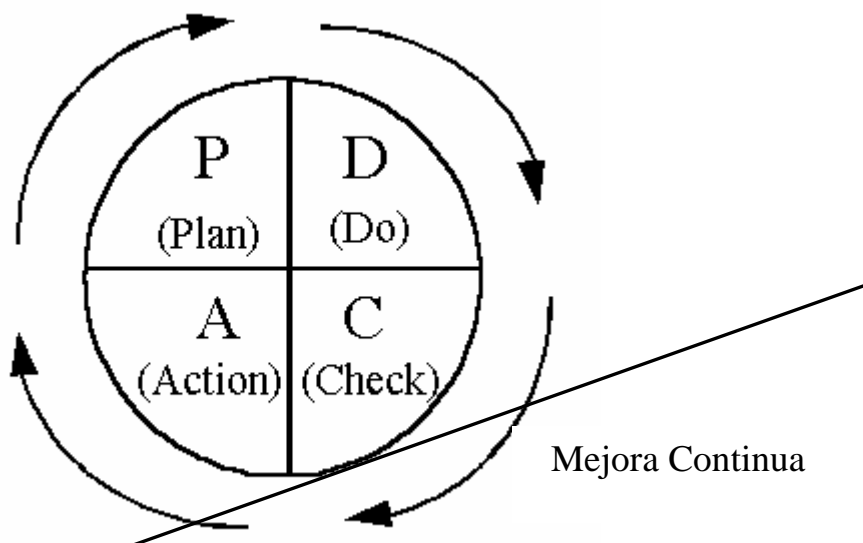 P
(Plan)
D
(Do)
A
(Action)
C
(Check)
Mejora Continua